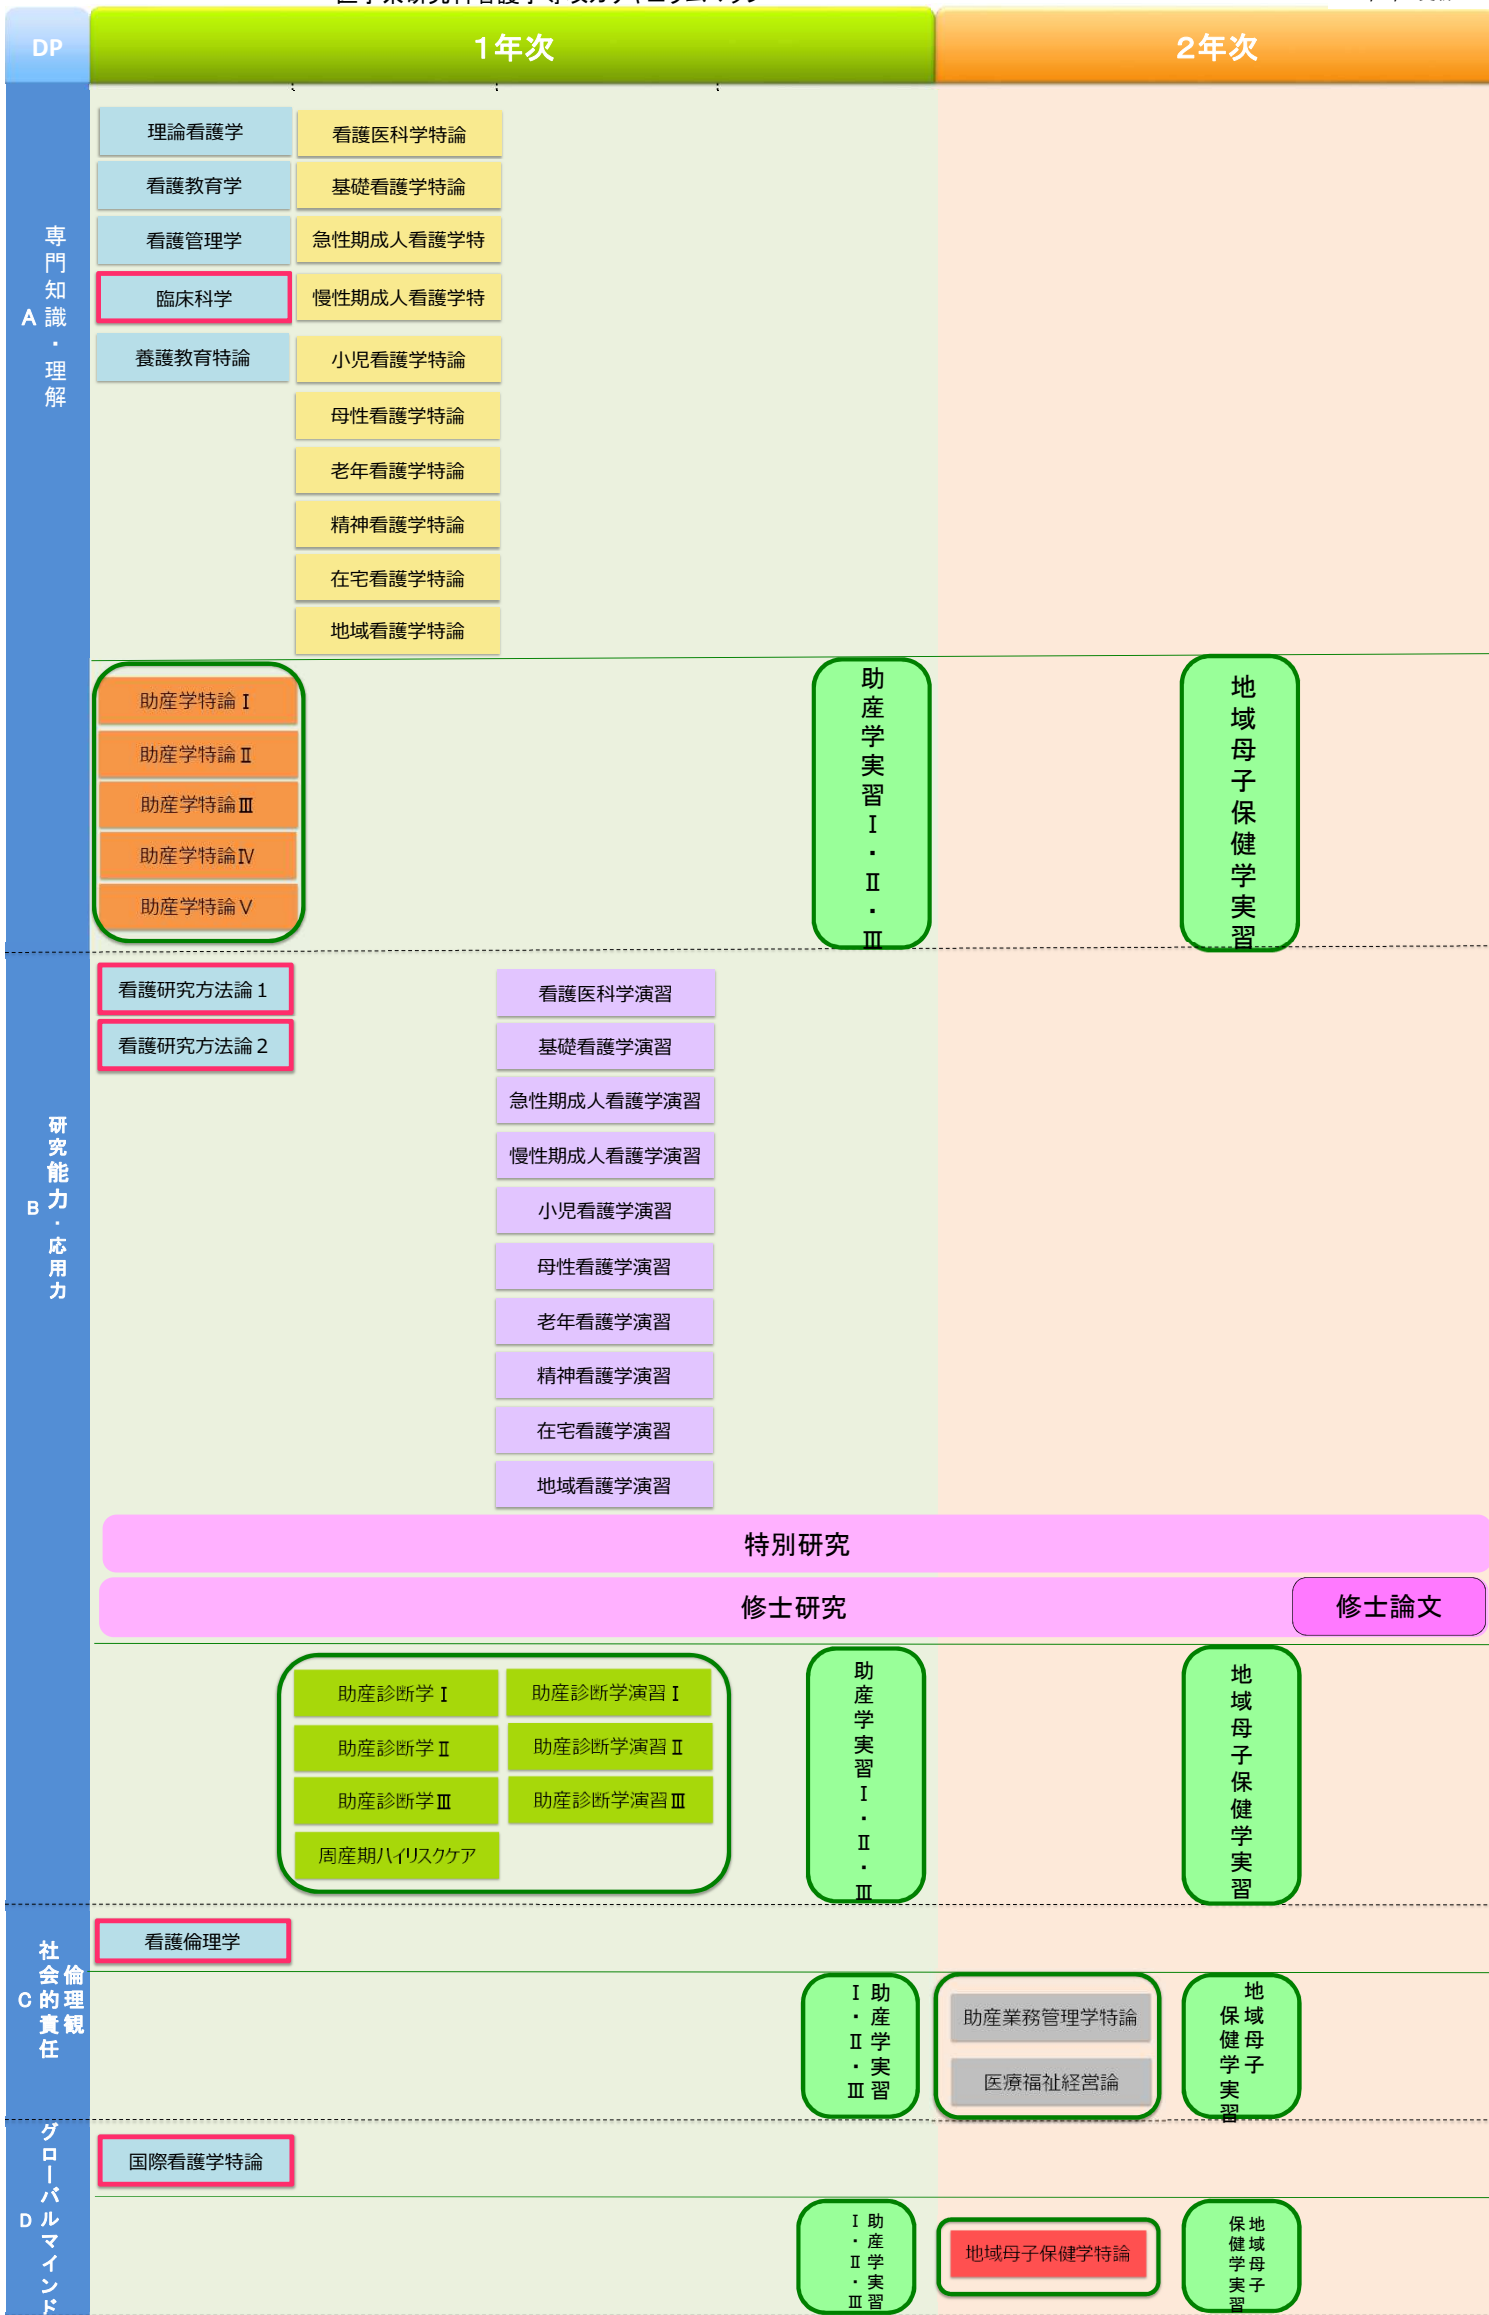 DP
1年次
2年次
A
専門知識・理解
理論看護学
看護医科学特論
看護教育学
基礎看護学特論
看護管理学
急性期成人看護学特
臨床科学
慢性期成人看護学特
養護教育特論
小児看護学特論
母性看護学特論
老年看護学特論
精神看護学特論
在宅看護学特論
地域看護学特論
助産学特論Ⅰ
助産学特論Ⅱ
助産学特論Ⅲ
助産学特論Ⅳ
助産学特論Ⅴ
助産学実習Ⅰ・Ⅱ・Ⅲ
地域母子保健学実習
B
研究能力・応用力
看護研究方法論1
看護研究方法論2
看護医科学演習
基礎看護学演習
急性期成人看護学演習
慢性期成人看護学演習
小児看護学演習
母性看護学演習
老年看護学演習
精神看護学演習
在宅看護学演習
地域看護学演習
特別研究
修士研究
修士論文
助産診断学Ⅰ
助産診断学演習Ⅰ
助産診断学Ⅱ
助産診断学演習Ⅱ
助産診断学Ⅲ
助産診断学演習Ⅲ
周産期ハイリスクケア
助産学実習Ⅰ・Ⅱ・Ⅲ
地域母子保健学実習
C
倫理観
社会的責任
看護倫理学
助産学実習
Ⅰ・Ⅱ・Ⅲ
助産業務管理学特論
医療福祉経営論
地域母子
保健学実習
D
グローバルマインド
国際看護学特論
助産学実習
Ⅰ・Ⅱ・Ⅲ
地域母子保健学特論
地域母子
保健学実習